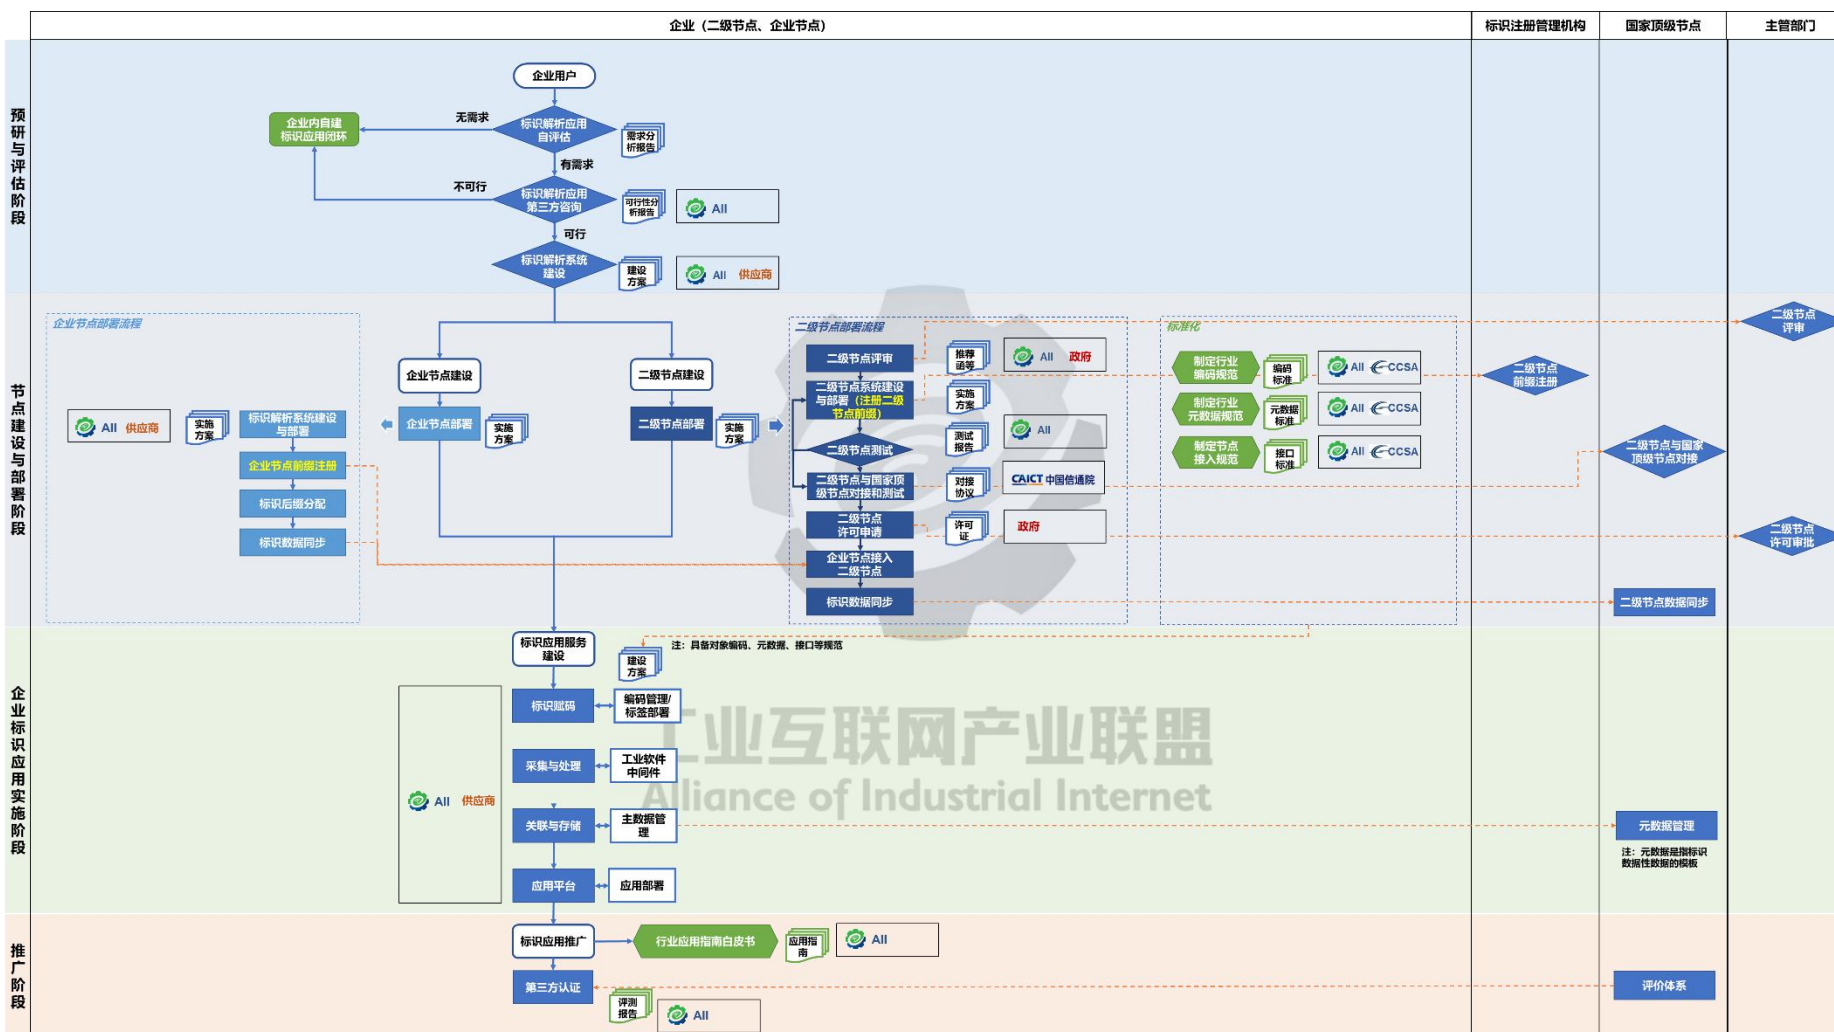 企业（二级节点、企业节点）
标识注册管理机构
国家顶级节点
主管部门
预研与评估阶段
企业用户
标识解析应用
自评估
无需求
企业内自建
标识应用闭环
需求分
析报告
有需求
不可行
标识解析应用
第三方咨询
可行性分
析报告
AII
可行
标识解析系统
建设
建设
方案
AII 供应商
节点建设与部署阶段
企业节点部署流程
AII 供应商
实施
方案
标识解析系统建设
与部署
企业节点前缀注册
标识后缀分配
标识数据同步
企业节点建设
企业节点部署
实施
方案
二级节点建设
二级节点部署
实施
方案
二级节点部署流程
二级节点评审
推荐
函等
AII 政府
二级节点系统建设
与部署（注册二级
节点前缀）
实施
方案
二级节点测试
测试
报告
AII
二级节点与国家顶
级节点对接和测试
对接
协议
CAICT 中国信通院
二级节点
许可申请
许可
证
政府
企业节点接入
二级节点
标识数据同步
标准化
制定行业
编码规范
编码
标准
AII CCSA
制定行业
元数据规范
元数据
标准
AII CCSA
制定节点
接入规范
接口
标准
AII CCSA
二级节点
前缀注册
二级节点与国家
顶级节点对接
二级节点数据同步
二级节点
评审
二级节点
许可审批
企业标识应用实施阶段
标识应用服务
建设
建设
方案
注：具备对象编码、元数据、接口等规范
AII 供应商
标识赋码
编码管理/
标签部署
采集与处理
工业软件
中间件
关联与存储
主数据管
理
应用平台
应用部署
元数据管理
注：元数据是指标识
数据性数据的模板
工业互联网产业联盟
Alliance of Industrial Internet
推广阶段
标识应用推广
行业应用指南白皮书
应用指
南
AII
第三方认证
评测
报告
AII
评价体系